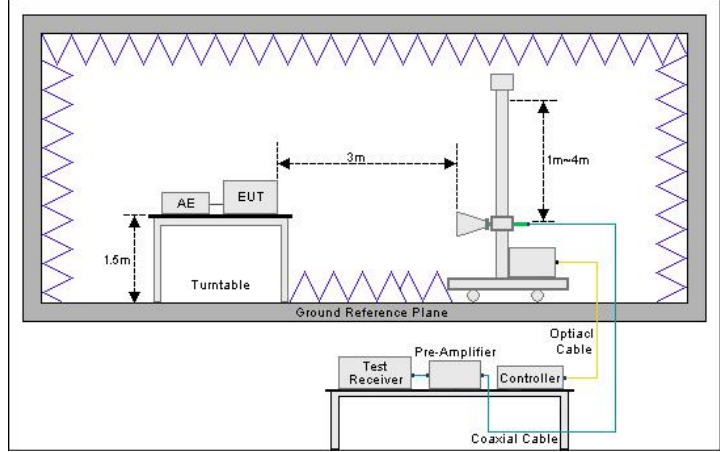 3m
1m~4m
AE
EUT
1.5m
Turntable
Ground Reference Plane
Optiacl
Cable
Pre-Amplifier
Test
Receiver
Controller
Coaxial Cable